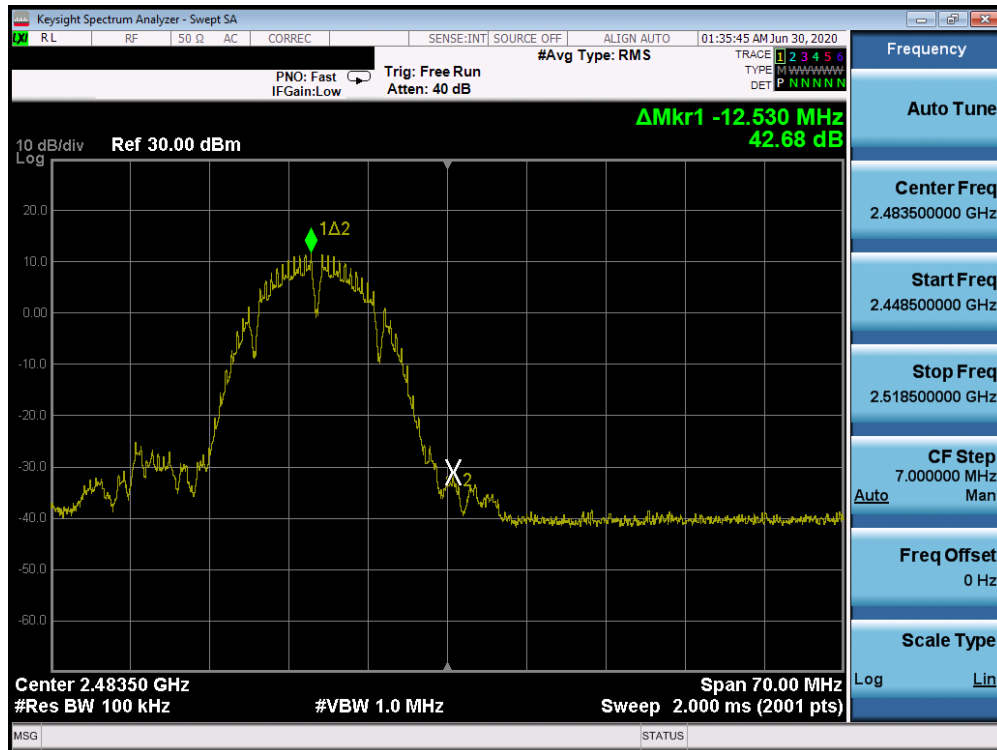 Keysight Spectrum Analyzer - Swept SA
LXI RL RF 50 Ω AC CORREC SENSE:INT SOURCE OFF ALIGN AUTO 01:35:45 AM Jun 30, 2020
#Avg Type: RMS TRACE 1 2 3 4 5 6
PNO: Fast Trig: Free Run TYPE M W W W W W
IFGain:Low Atten: 40 dB DET P N N N N N
ΔMkr1 -12.530 MHz
10 dB/div Ref 30.00 dBm 42.68 dB
Log
20.0
1Δ2
10.0
0.00
-10.0
-20.0
-30.0
X2
-40.0
-50.0
-60.0
Center 2.48350 GHz Span 70.00 MHz
#Res BW 100 kHz #VBW 1.0 MHz Sweep 2.000 ms (2001 pts)
MSG STATUS
Frequency
Auto Tune
Center Freq
2.483500000 GHz
Start Freq
2.448500000 GHz
Stop Freq
2.518500000 GHz
CF Step
7.000000 MHz
Auto Man
Freq Offset
0 Hz
Scale Type
Log Lin